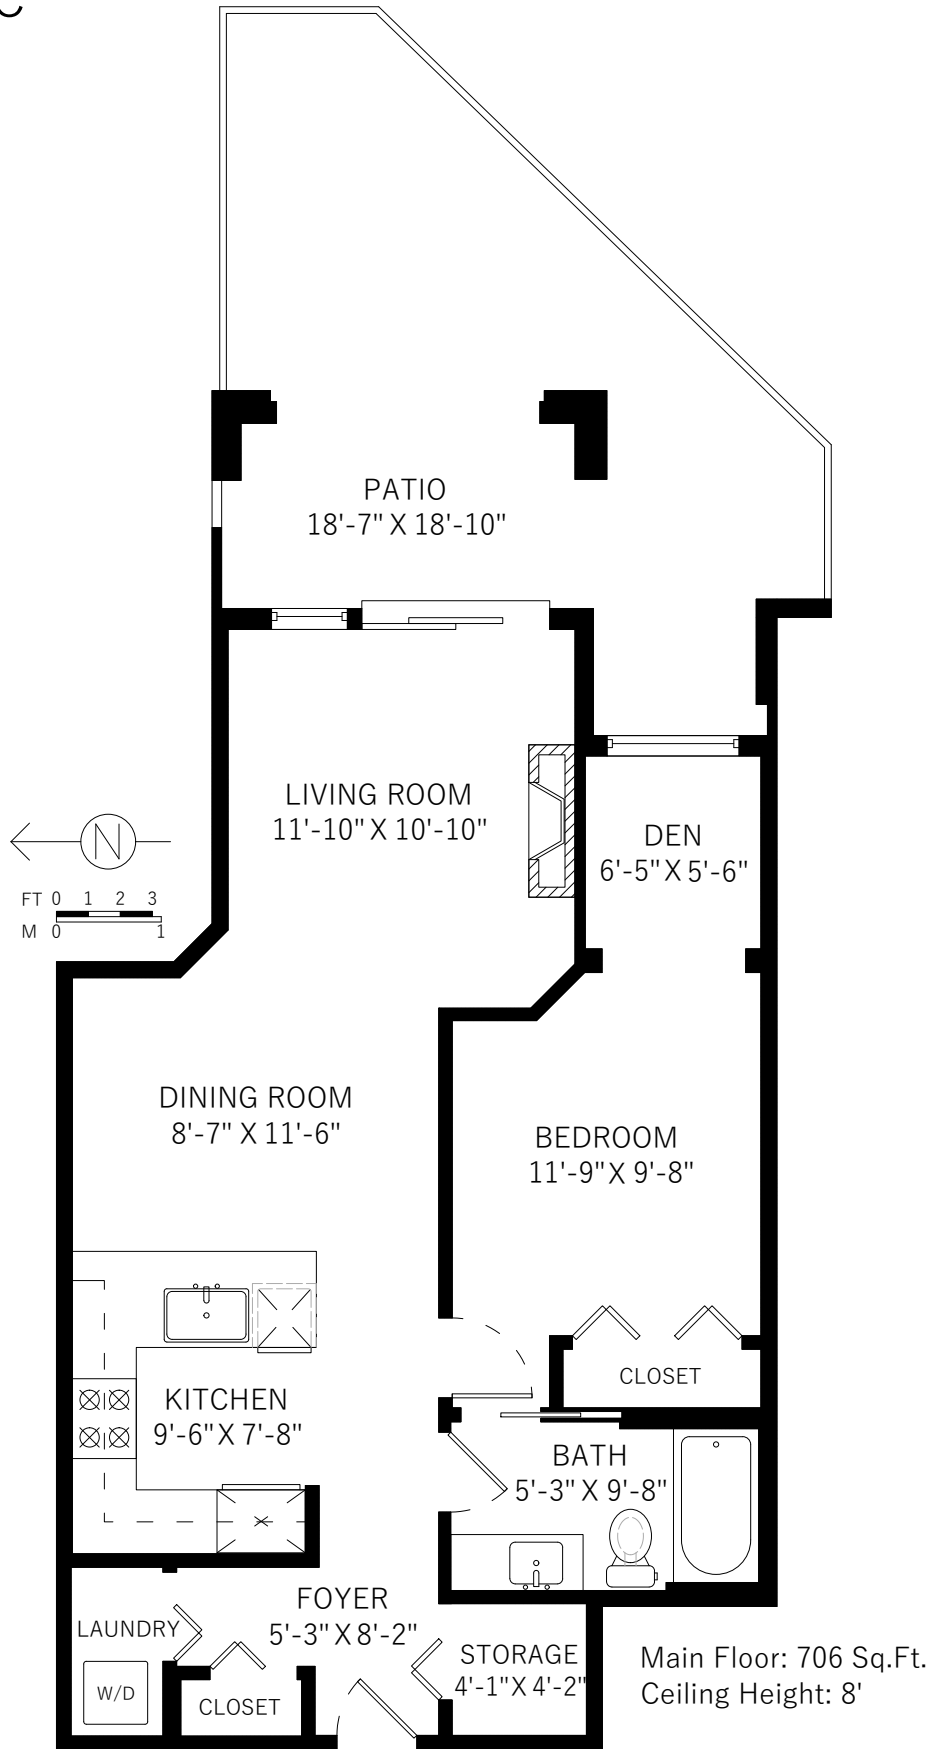 PATIO
18'-7" X 18'-10"
LIVING ROOM
11'-10" X 10'-10"
DEN
6'-5" X 5'-6"
N
FT 0 1 2 3
M 0 1
DINING ROOM
8'-7" X 11'-6"
BEDROOM
11'-9" X 9'-8"
CLOSET
KITCHEN
9'-6" X 7'-8"
BATH
5'-3" X 9'-8"
FOYER
5'-3" X 8'-2"
LAUNDRY
W/D
CLOSET
STORAGE
4'-1" X 4'-2"
Main Floor: 706 Sq.Ft.
Ceiling Height: 8'